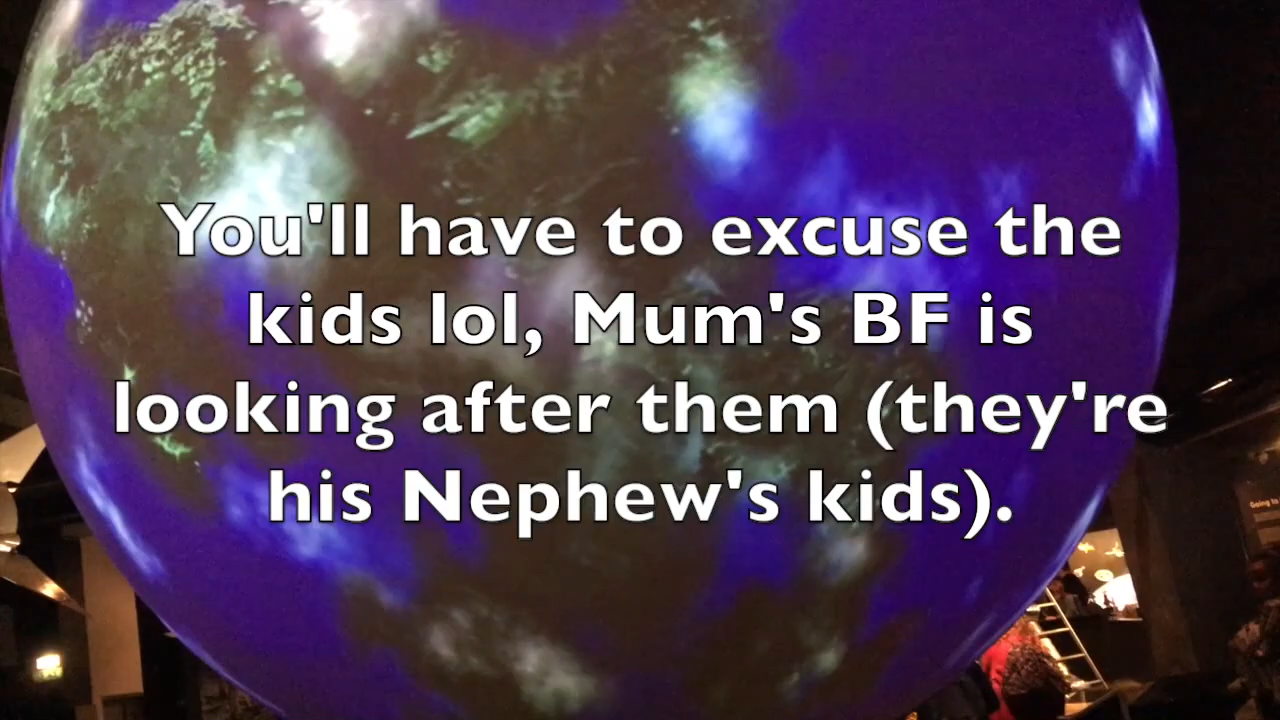 You'll have to excuse the
kids lol, Mum's BF is
looking after them (they're
his Nephew's kids).